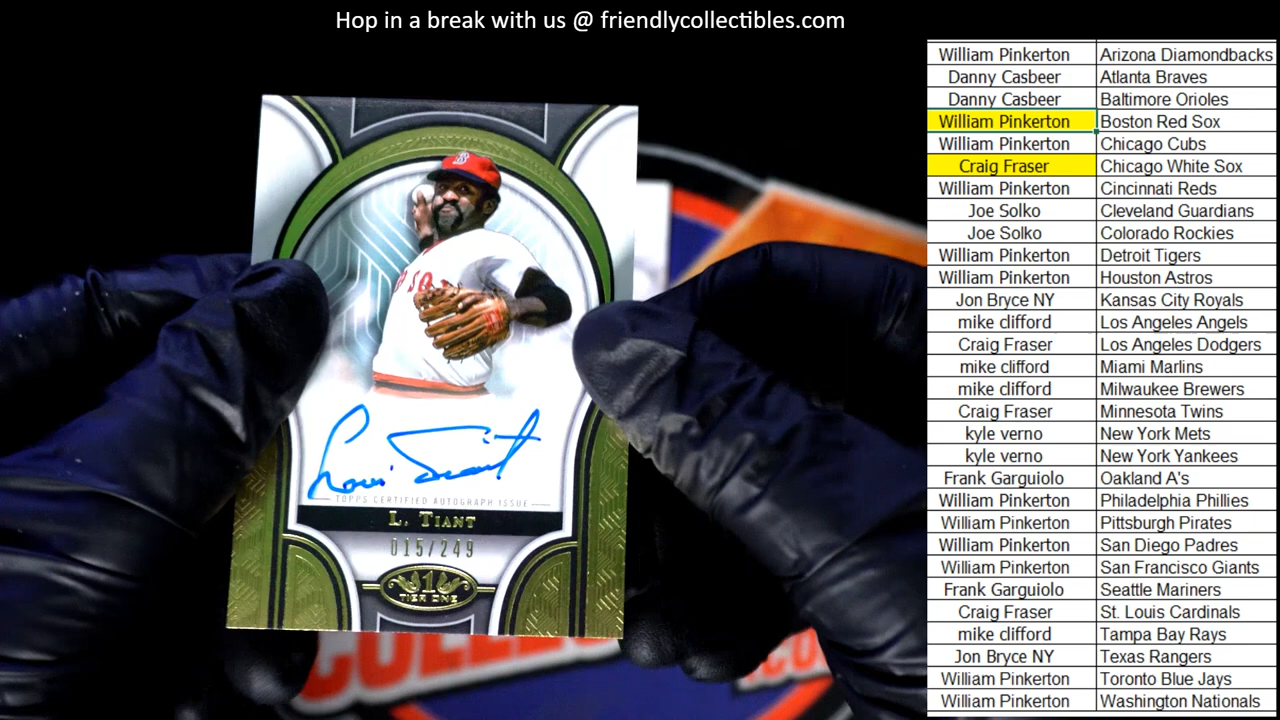 Hop in a break with us @ friendlycollectibles.com
William Pinkerton Arizona Diamondbacks
Danny Casbeer Atlanta Braves
Danny Casbeer Baltimore Orioles
William Pinkerton Boston Red Sox
William Pinkerton Chicago Cubs
Craig Fraser Chicago White Sox
William Pinkerton Cincinnati Reds
Joe Solko Cleveland Guardians
Joe Solko Colorado Rockies
William Pinkerton Detroit Tigers
William Pinkerton Houston Astros
Jon Bryce NY Kansas City Royals
mike clifford Los Angeles Angels
Craig Fraser Los Angeles Dodgers
mike clifford Miami Marlins
mike clifford Milwaukee Brewers
Craig Fraser Minnesota Twins
kyle verno New York Mets
kyle verno New York Yankees
Frank Garguiolo Oakland A's
William Pinkerton Philadelphia Phillies
William Pinkerton Pittsburgh Pirates
William Pinkerton San Diego Padres
William Pinkerton San Francisco Giants
Frank Garguiolo Seattle Mariners
Craig Fraser St. Louis Cardinals
mike clifford Tampa Bay Rays
Jon Bryce NY Texas Rangers
William Pinkerton Toronto Blue Jays
William Pinkerton Washington Nationals
B
Luis Tiant
TOPPS CERTIFIED AUTOGRAPH ISSUE
L. TIANT
015/249
1
TIER ONE